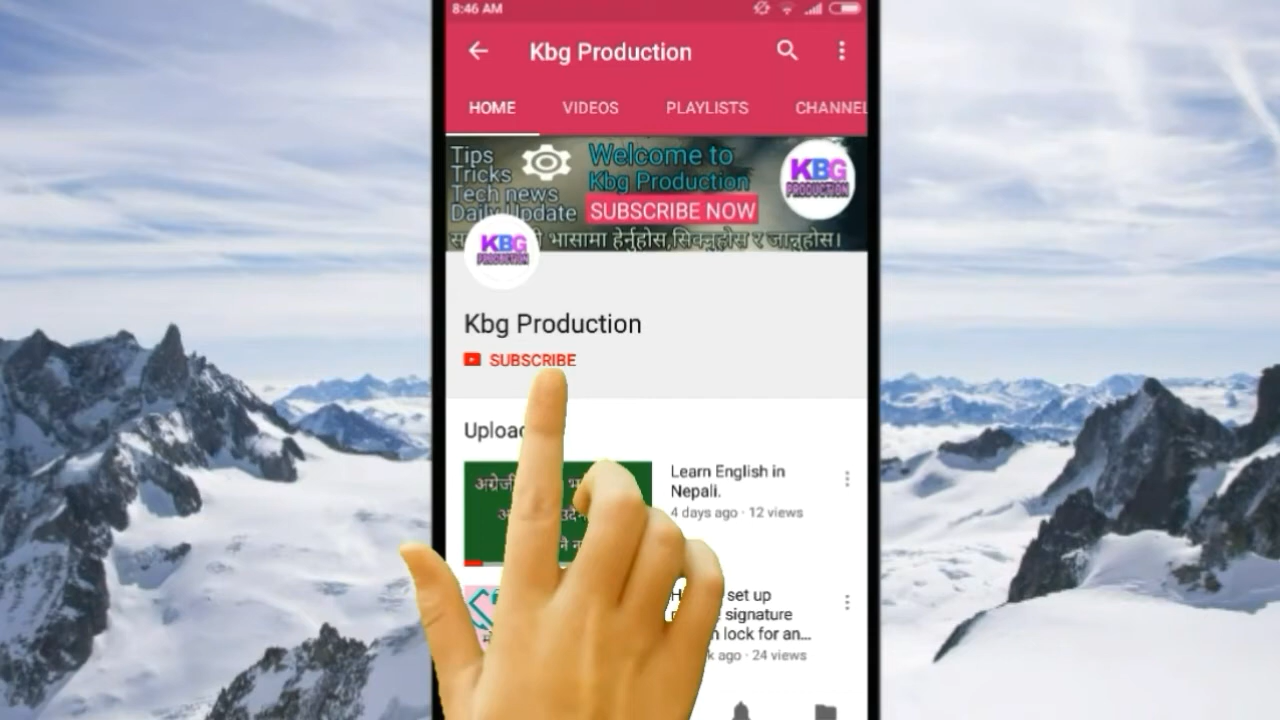 8:46 AM
Kbg Production
HOME VIDEOS PLAYLISTS CHANNEL
Tips
Tricks
Tech news
Daily Update
Welcome to
Kbg Production
SUBSCRIBE NOW
KBG
PRODUCTION
भासामा हेर्नुहोस,सिक्नुहोस र जान्नुहोस।
KBG
PRODUCTION
Kbg Production
SUBSCRIBE
Uploa
Learn English in
Nepali.
4 days ago · 12 views
set up
signature
lock for an...
ago · 24 views